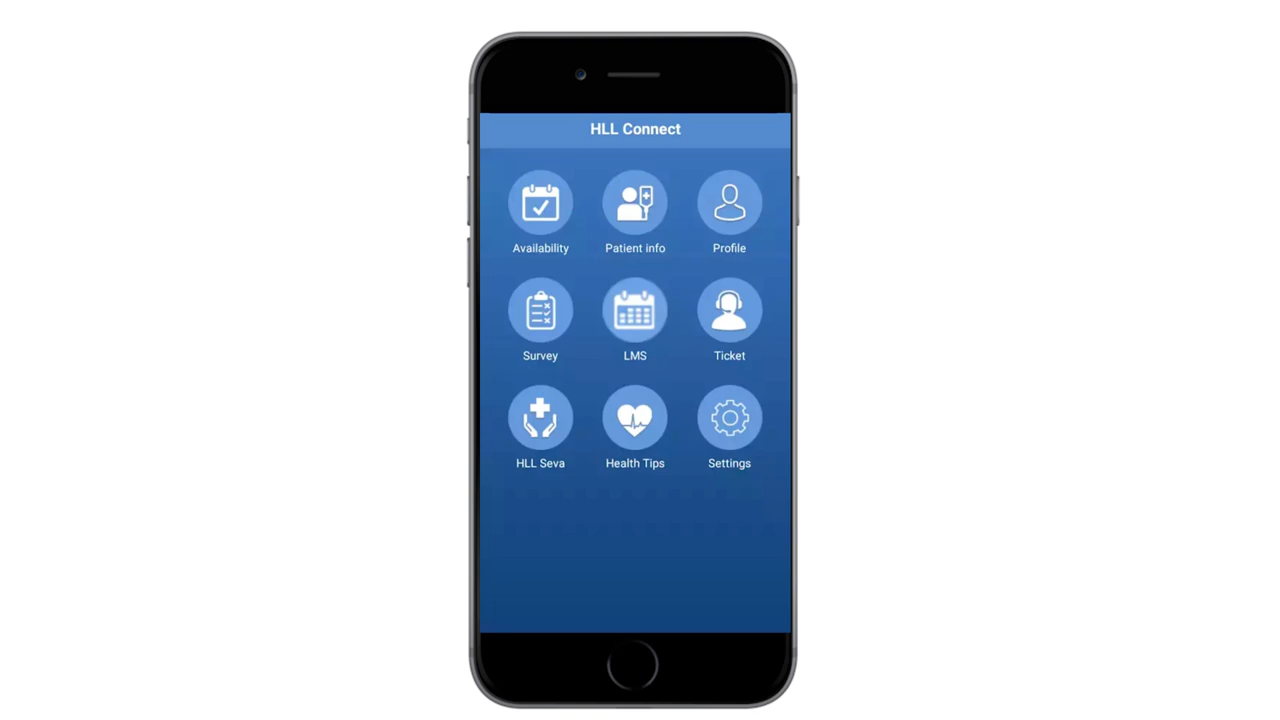 HLL Connect
Availability
Patient info
Profile
Survey
LMS
Ticket
HLL Seva
Health Tips
Settings